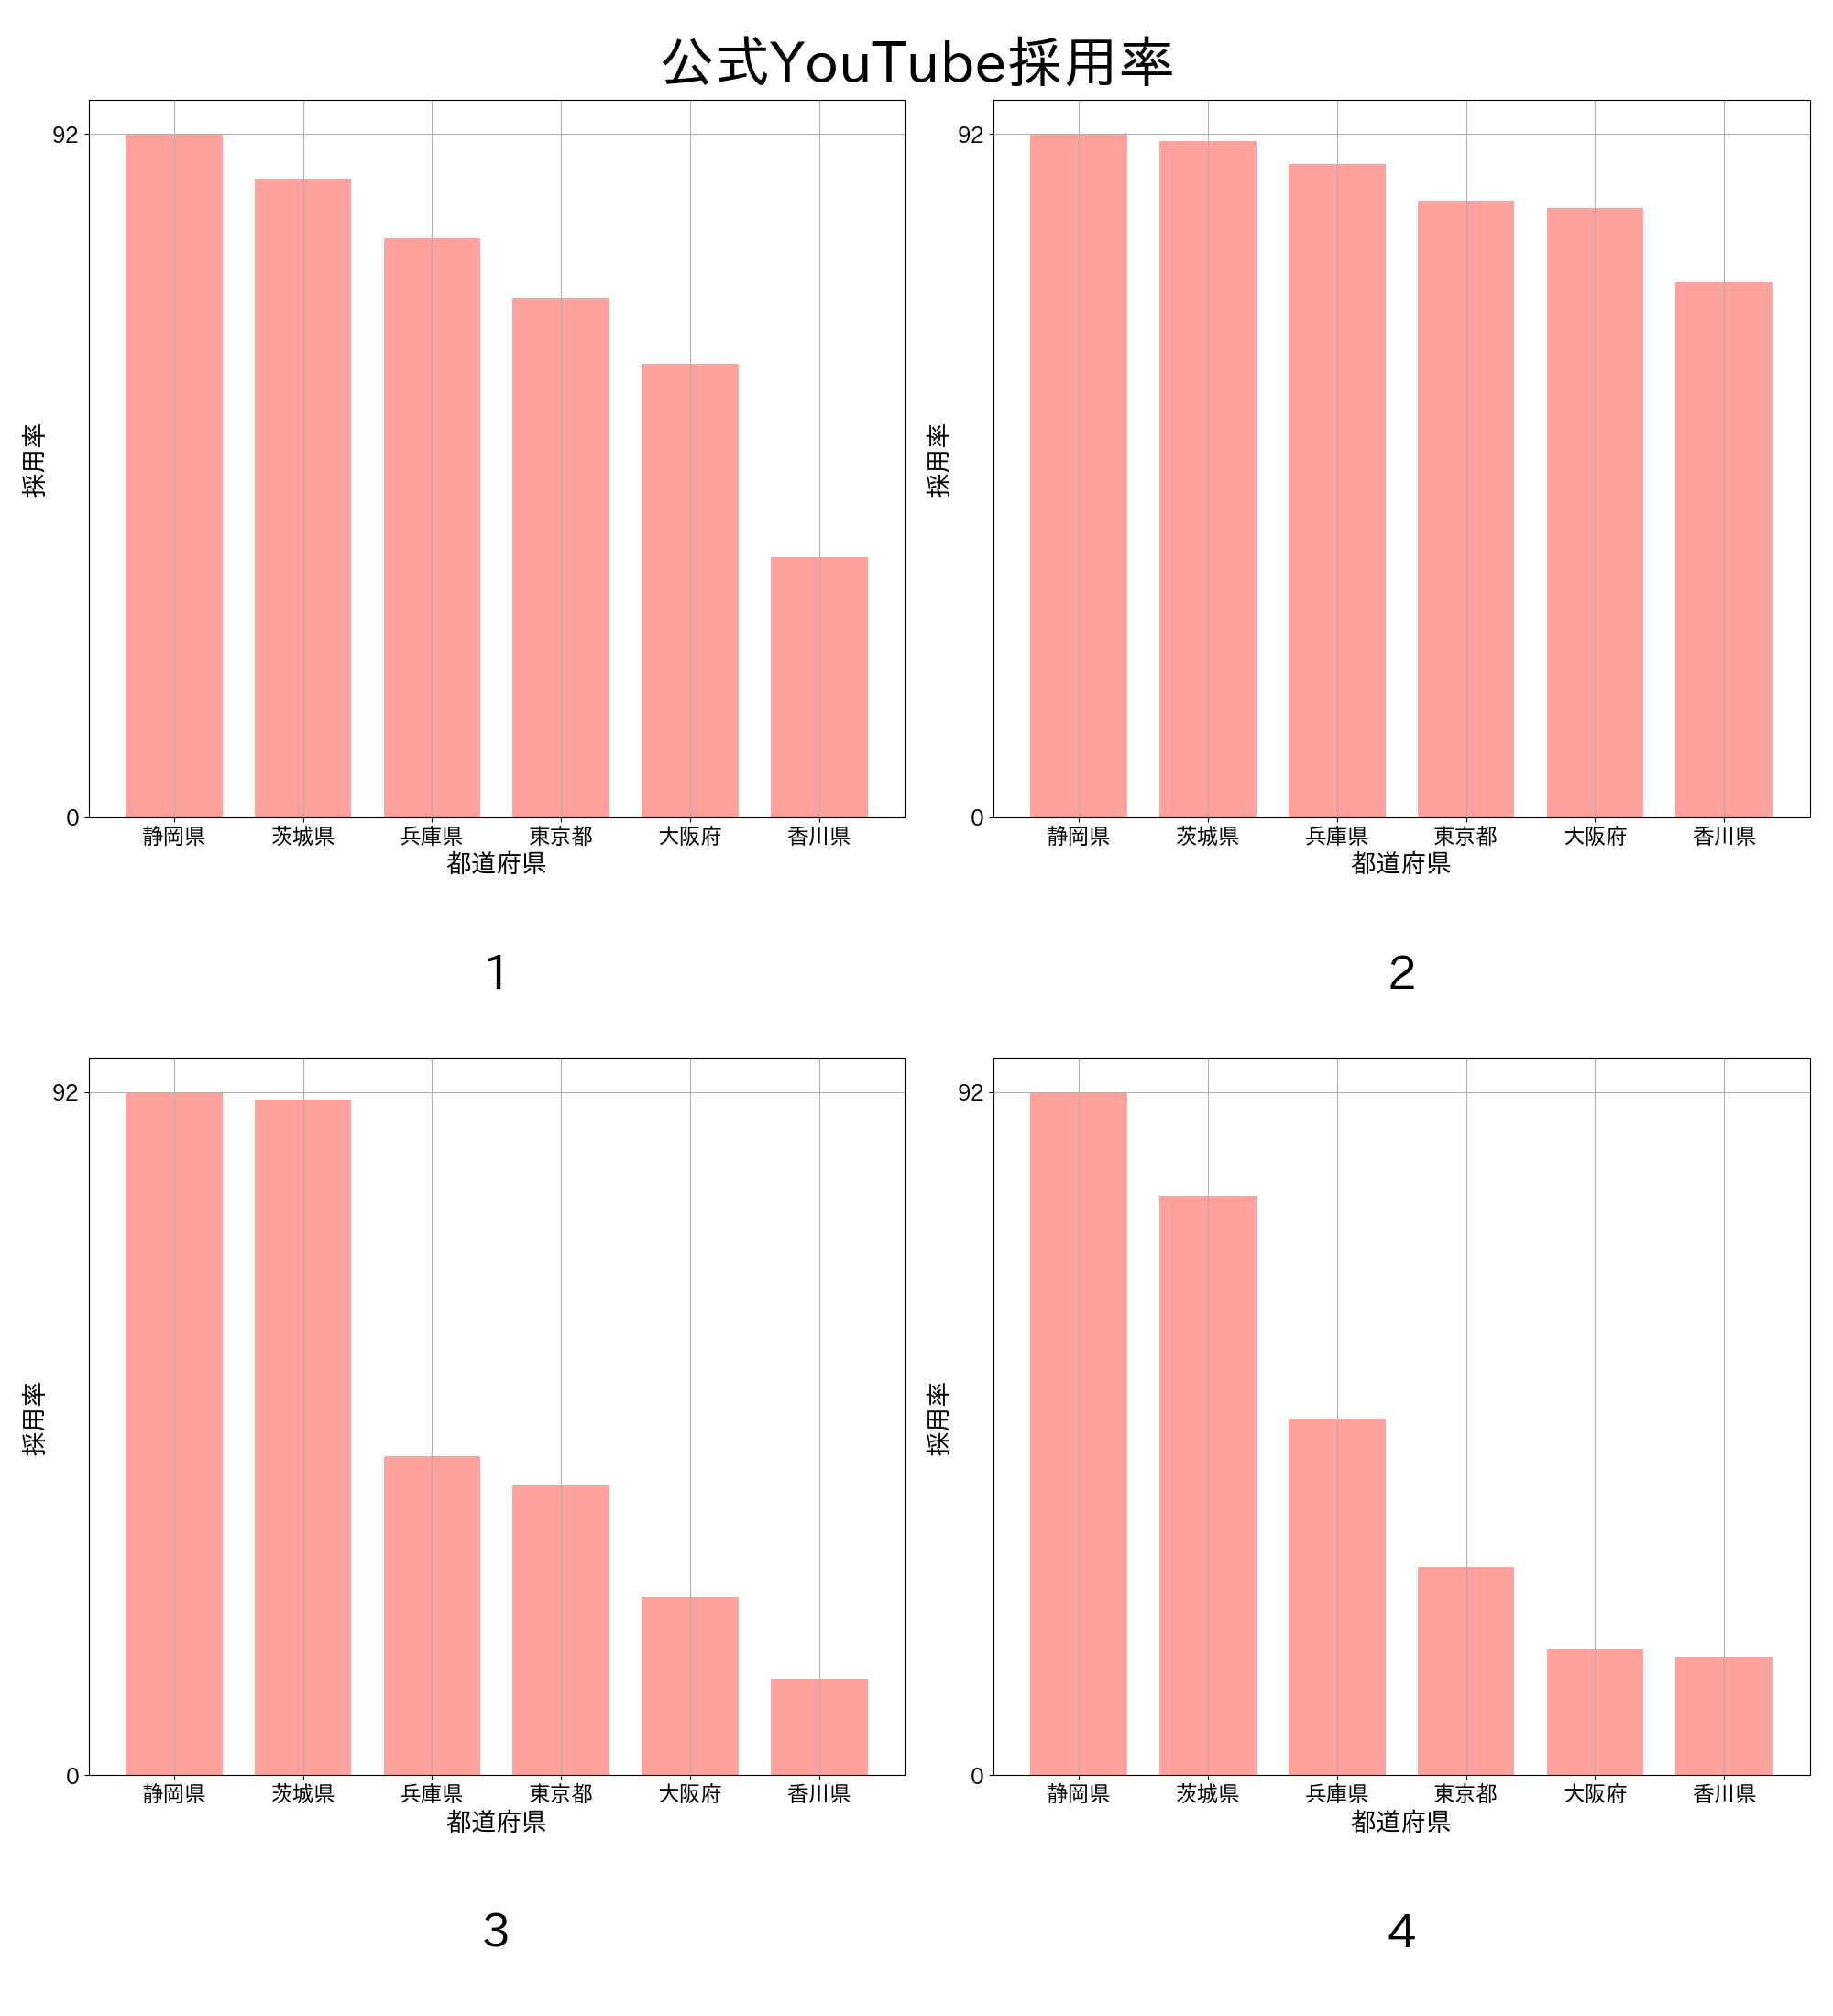 公式YouTube採用率
92
0
採用率
静岡県 茨城県 兵庫県 東京都 大阪府 香川県
都道府県
1
92
0
採用率
静岡県 茨城県 兵庫県 東京都 大阪府 香川県
都道府県
2
92
0
採用率
静岡県 茨城県 兵庫県 東京都 大阪府 香川県
都道府県
3
92
0
採用率
静岡県 茨城県 兵庫県 東京都 大阪府 香川県
都道府県
4